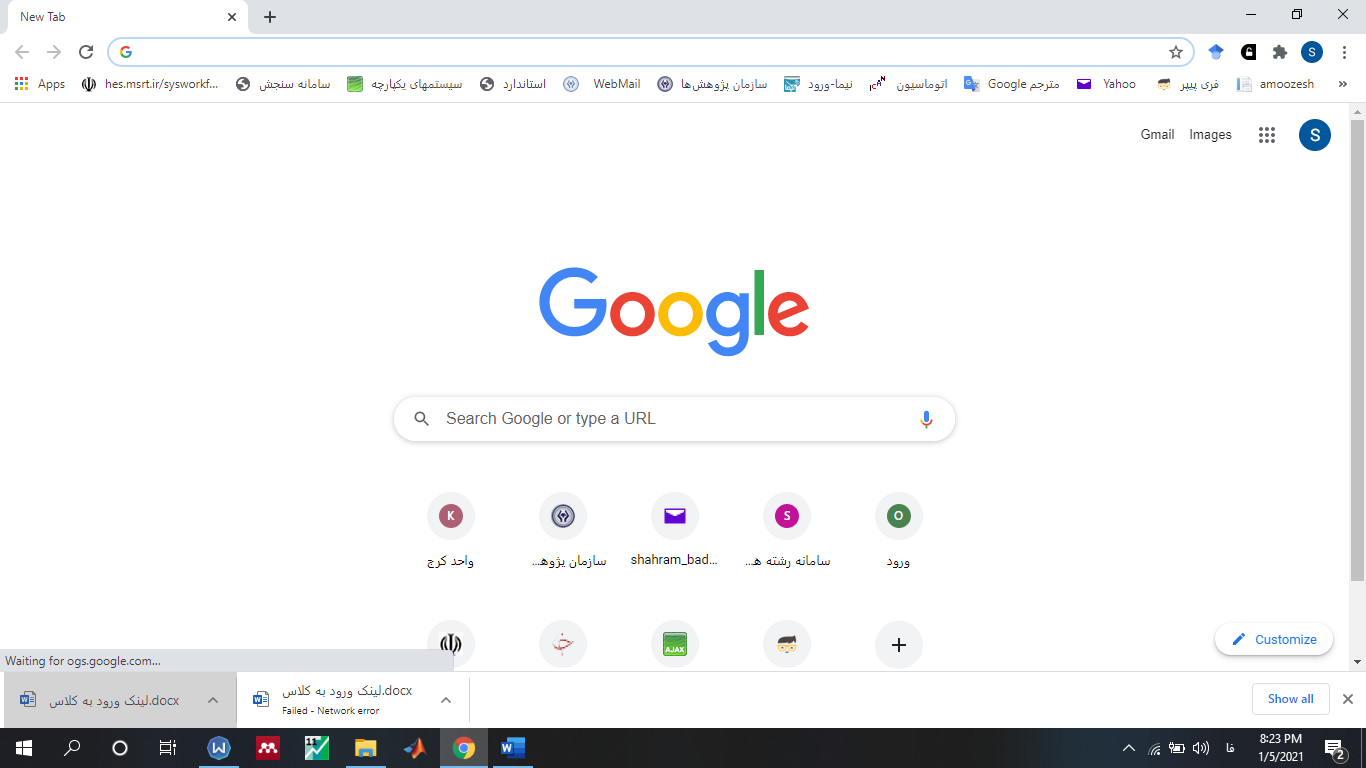 New Tab
Apps
hes.msrt.ir/sysworkf...
سامانه سنجش
سیستمهای یکپارچه
استاندارد
WebMail
سازمان پژوهش‌ها
نیما-ورود
اتوماسیون
مترجم Google
Yahoo
فری پیپر
amoozesh
»
Gmail
Images
S
Google
Search Google or type a URL
K
S
O
واحد کرج
سازمان پژوهـ...
shahram_bad...
سامانه رشته هـ...
ورود
AJAX
Customize
Waiting for ogs.google.com...
لینک ورود به کلاس.docx
لینک ورود به کلاس.docx
Failed - Network error
Show all
11
فا
8:23 PM
1/5/2021
2